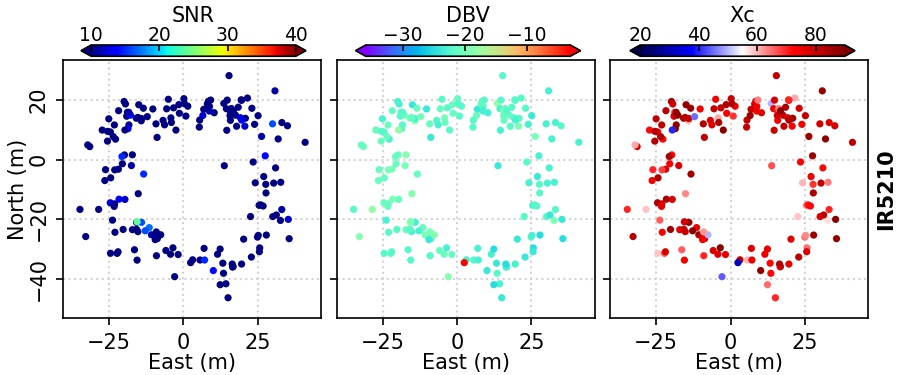 SNR DBV Xc
10 20 30 40 −30 −20 −10 20 40 60 80
20
0
−20
−40
North (m)
−25 0 25 −25 0 25 −25 0 25
East (m) East (m) East (m)
IR5210